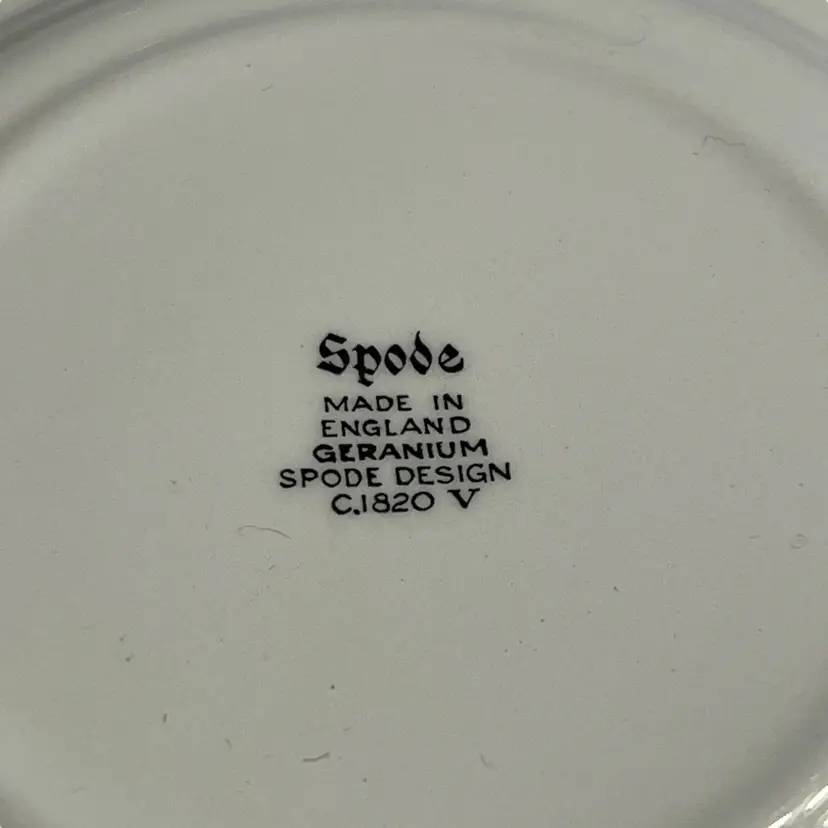 Spode
MADE IN
ENGLAND
GERANIUM
SPODE DESIGN
C.1820 V